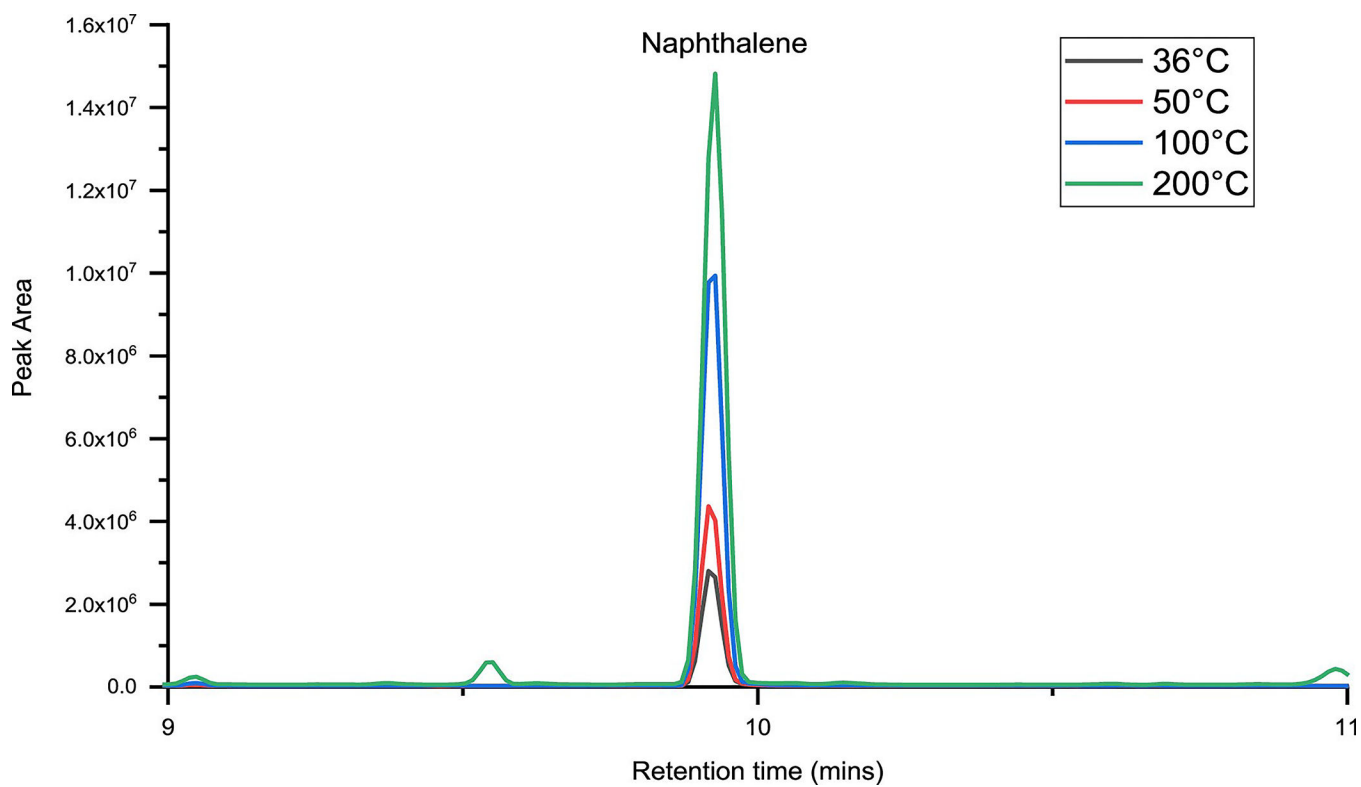 Naphthalene
36°C
50°C
100°C
200°C
1.6x10⁷
1.4x10⁷
1.2x10⁷
1.0x10⁷
8.0x10⁶
6.0x10⁶
4.0x10⁶
2.0x10⁶
0.0
Peak Area
9
10
11
Retention time (mins)